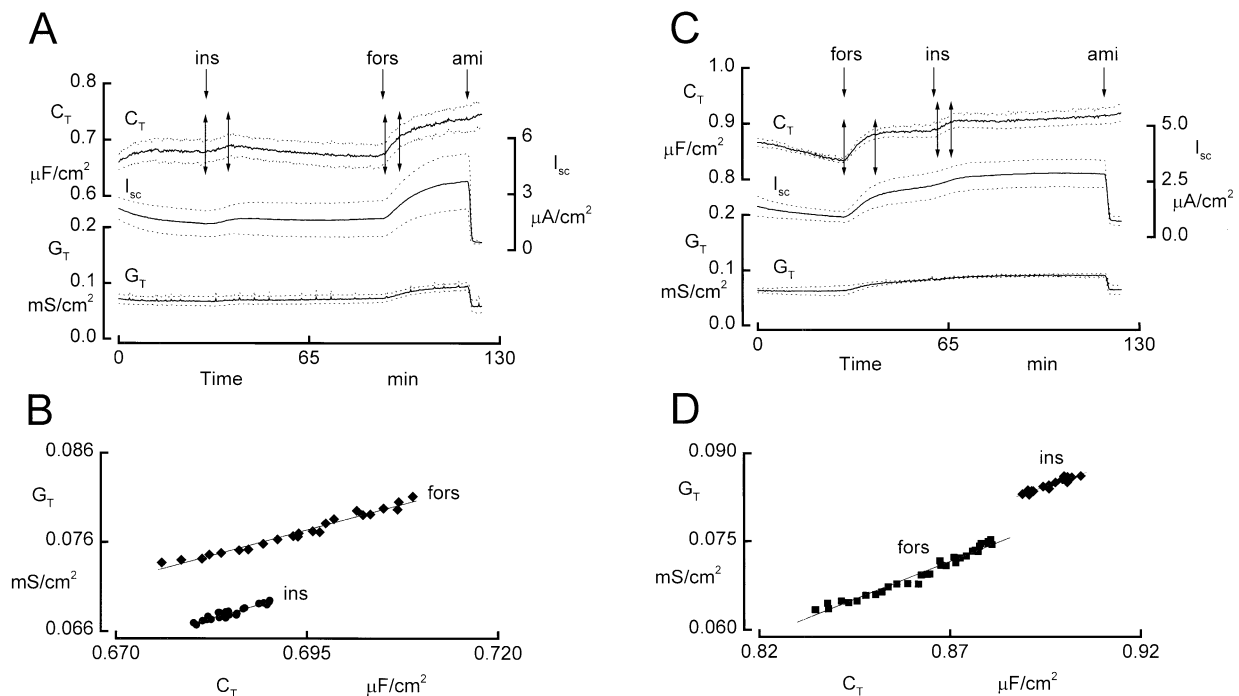 A
ins
fors
ami
0.8
C_T
C_T
0.7
μF/cm²
0.6
6
I_sc
3
μA/cm²
0
I_sc
0.2
G_T
G_T
0.1
mS/cm²
0.0
0
65
130
Time
min
C
fors
ins
ami
1.0
C_T
C_T
0.9
μF/cm²
0.8
5.0
I_sc
2.5
μA/cm²
0.0
I_sc
0.2
G_T
G_T
0.1
mS/cm²
0.0
0
65
130
Time
min
B
0.086
G_T
fors
0.076
mS/cm²
ins
0.066
0.670
0.695
0.720
C_T
μF/cm²
D
0.090
ins
G_T
fors
0.075
mS/cm²
0.060
0.82
0.87
0.92
C_T
μF/cm²